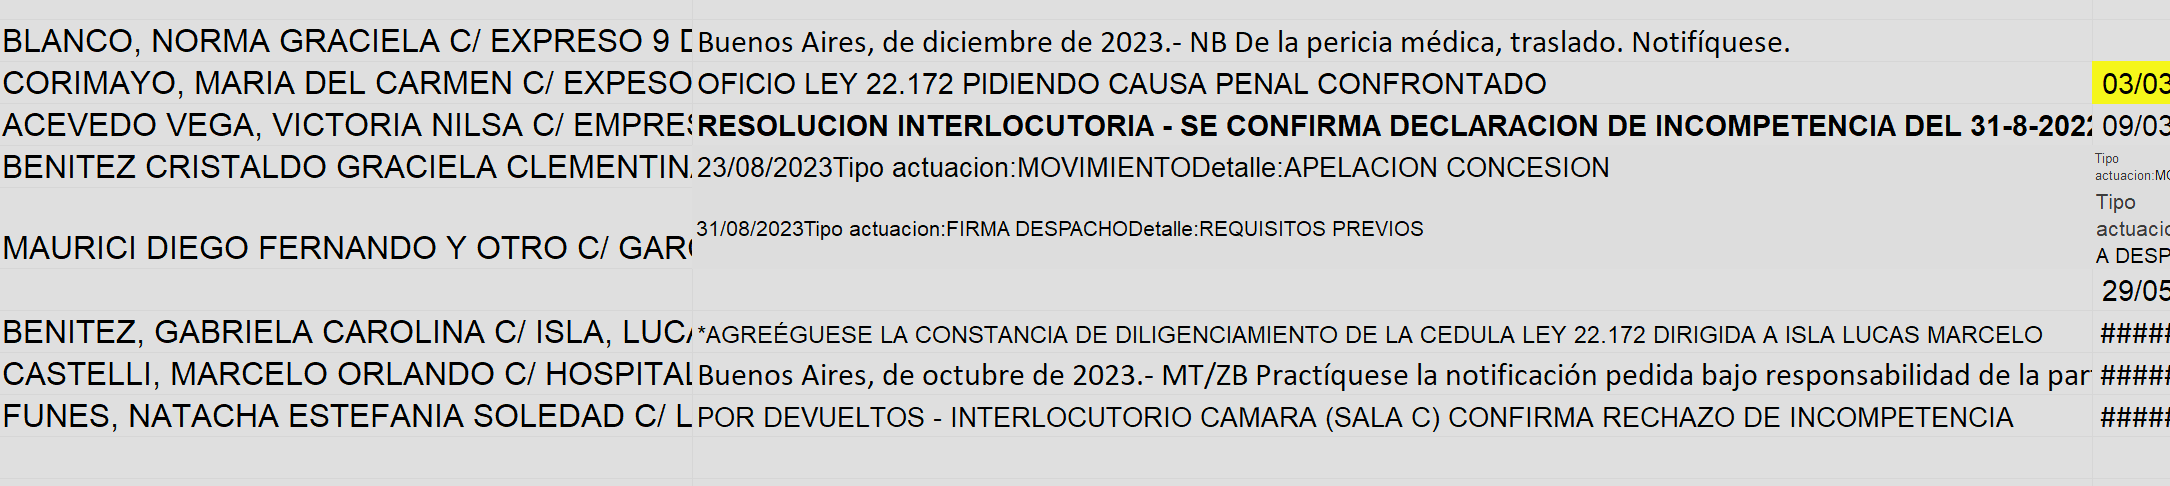 BLANCO, NORMA GRACIELA C/ EXPRESO 9 D Buenos Aires, de diciembre de 2023.- NB De la pericia médica, traslado. Notifíquese.
CORIMAYO, MARIA DEL CARMEN C/ EXPESO OFICIO LEY 22.172 PIDIENDO CAUSA PENAL CONFRONTADO 03/03
ACEVEDO VEGA, VICTORIA NILSA C/ EMPRES RESOLUCION INTERLOCUTORIA - SE CONFIRMA DECLARACION DE INCOMPETENCIA DEL 31-8-2022 09/03
BENITEZ CRISTALDO GRACIELA CLEMENTINA 23/08/2023Tipo actuacion:MOVIMIENTODetalle:APELACION CONCESION Tipo
actuacion:MO
MAURICI DIEGO FERNANDO Y OTRO C/ GARC 31/08/2023Tipo actuacion:FIRMA DESPACHODetalle:REQUISITOS PREVIOS Tipo
actuacio
A DESP
29/05
BENITEZ, GABRIELA CAROLINA C/ ISLA, LUCA *AGREÉGUESE LA CONSTANCIA DE DILIGENCIAMIENTO DE LA CEDULA LEY 22.172 DIRIGIDA A ISLA LUCAS MARCELO #####
CASTELLI, MARCELO ORLANDO C/ HOSPITAL Buenos Aires, de octubre de 2023.- MT/ZB Practíquese la notificación pedida bajo responsabilidad de la par #####
FUNES, NATACHA ESTEFANIA SOLEDAD C/ L POR DEVUELTOS - INTERLOCUTORIO CAMARA (SALA C) CONFIRMA RECHAZO DE INCOMPETENCIA #####